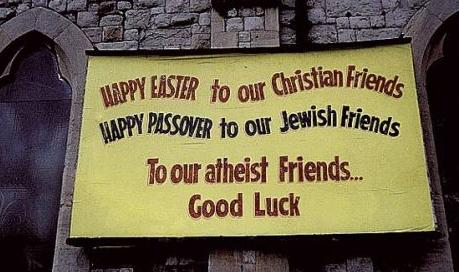 HAPPY EASTER to our Christian Friends
HAPPY PASSOVER to our Jewish Friends
To our atheist Friends...
Good Luck